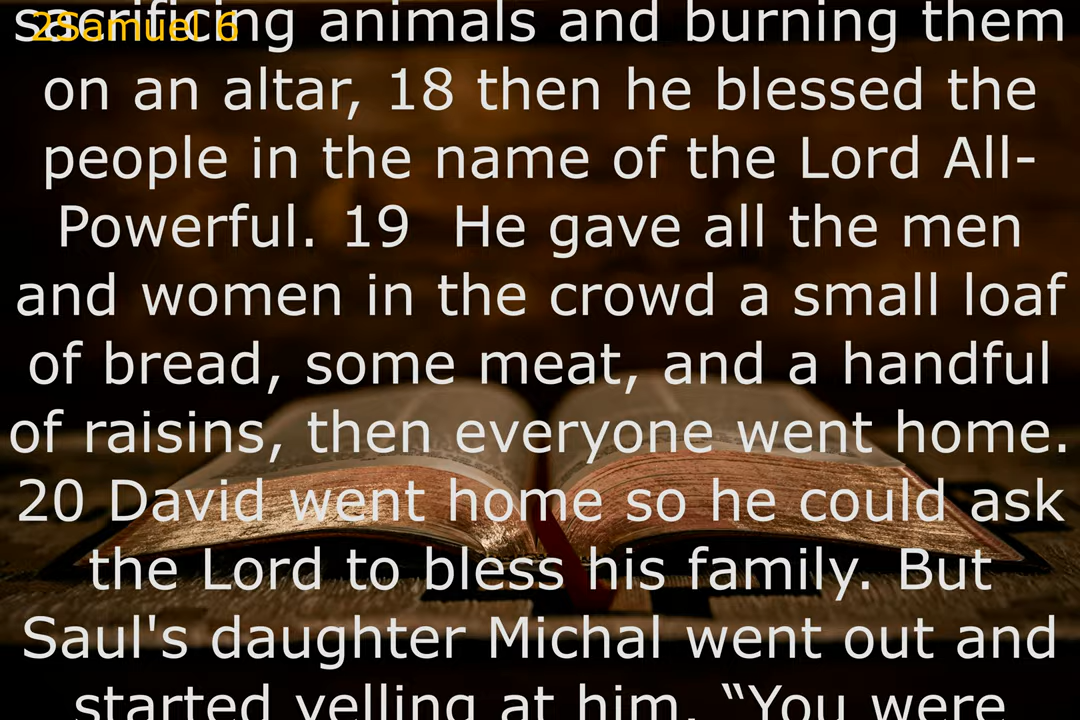 2Samuel 6
sacrificing animals and burning them
on an altar, 18 then he blessed the
people in the name of the Lord All-
Powerful. 19  He gave all the men
and women in the crowd a small loaf
of bread, some meat, and a handful
of raisins, then everyone went home.
20 David went home so he could ask
the Lord to bless his family. But
Saul's daughter Michal went out and
started yelling at him. “You were